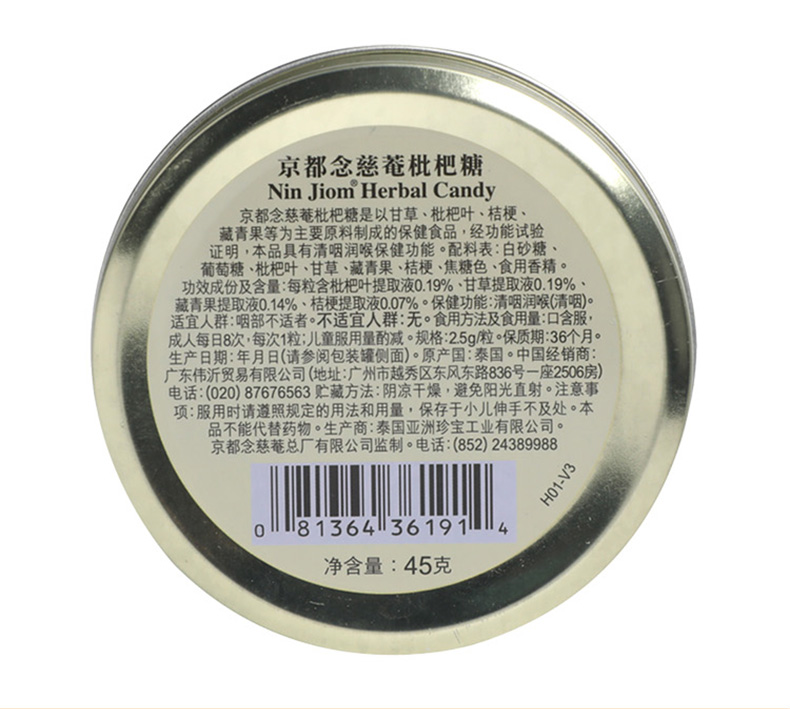 京都念慈菴枇杷糖
Nin Jiom® Herbal Candy
京都念慈菴枇杷糖是以甘草、枇杷叶、桔梗、
藏青果等为主要原料制成的保健食品，经功能试验
证明，本品具有清咽润喉保健功能。配料表：白砂糖、
葡萄糖、枇杷叶、甘草、藏青果、桔梗、焦糖色、食用香精。
功效成份及含量：每粒含枇杷叶提取液0.19%、甘草提取液0.19%、
藏青果提取液0.14%、桔梗提取液0.07%。保健功能：清咽润喉(清咽)。
适宜人群：咽部不适者。不适宜人群：无。食用方法及食用量：口含服，
成人每日8次，每次1粒；儿童服用量酌减。规格：2.5g/粒。保质期：36个月。
生产日期：年月日(请参阅包装罐侧面)。原产国：泰国。中国经销商：
广东伟沂贸易有限公司(地址：广州市越秀区东风东路836号一座2506房)
电话：(020) 87676563 贮藏方法：阴凉干燥，避免阳光直射。注意事
项：服用时请遵照规定的用法和用量，保存于小儿伸手不及处。本
品不能代替药物。生产商：泰国亚洲珍宝工业有限公司。
京都念慈菴总厂有限公司监制。电话：(852) 24389988
H01-V3
0 81364 36191 4
净含量：45克